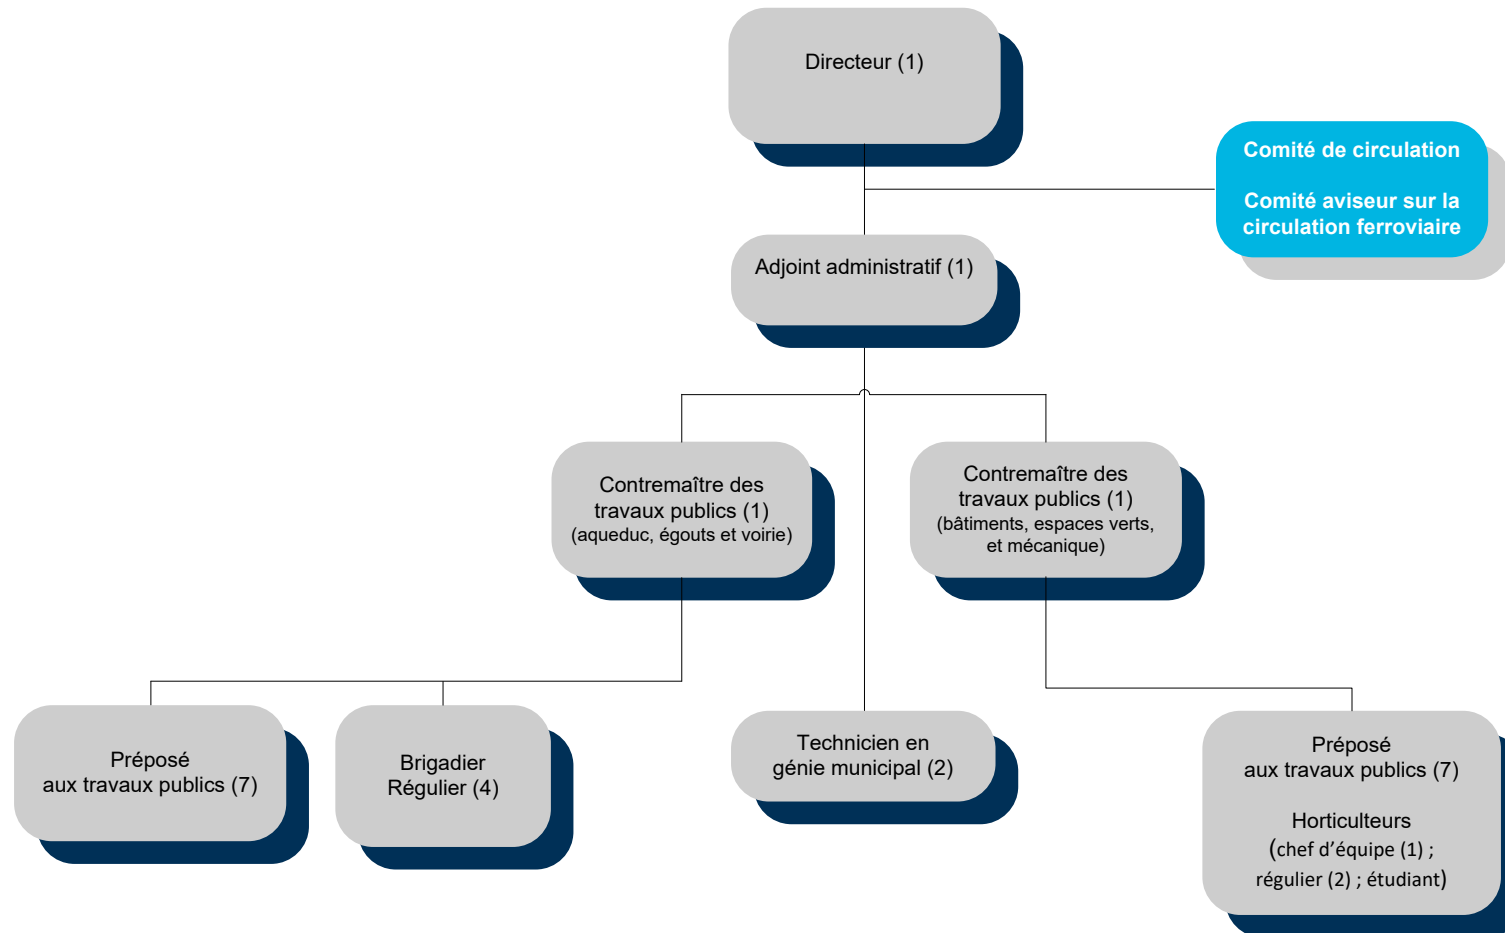 Directeur (1)
Comité de circulation
Comité aviseur sur la
circulation ferroviaire
Adjoint administratif (1)
Contremaître des
travaux publics (1)
(aqueduc, égouts et voirie)
Contremaître des
travaux publics (1)
(bâtiments, espaces verts,
et mécanique)
Préposé
aux travaux publics (7)
Brigadier
Régulier (4)
Technicien en
génie municipal (2)
Préposé
aux travaux publics (7)
Horticulteurs
(chef d’équipe (1) ;
régulier (2) ; étudiant)